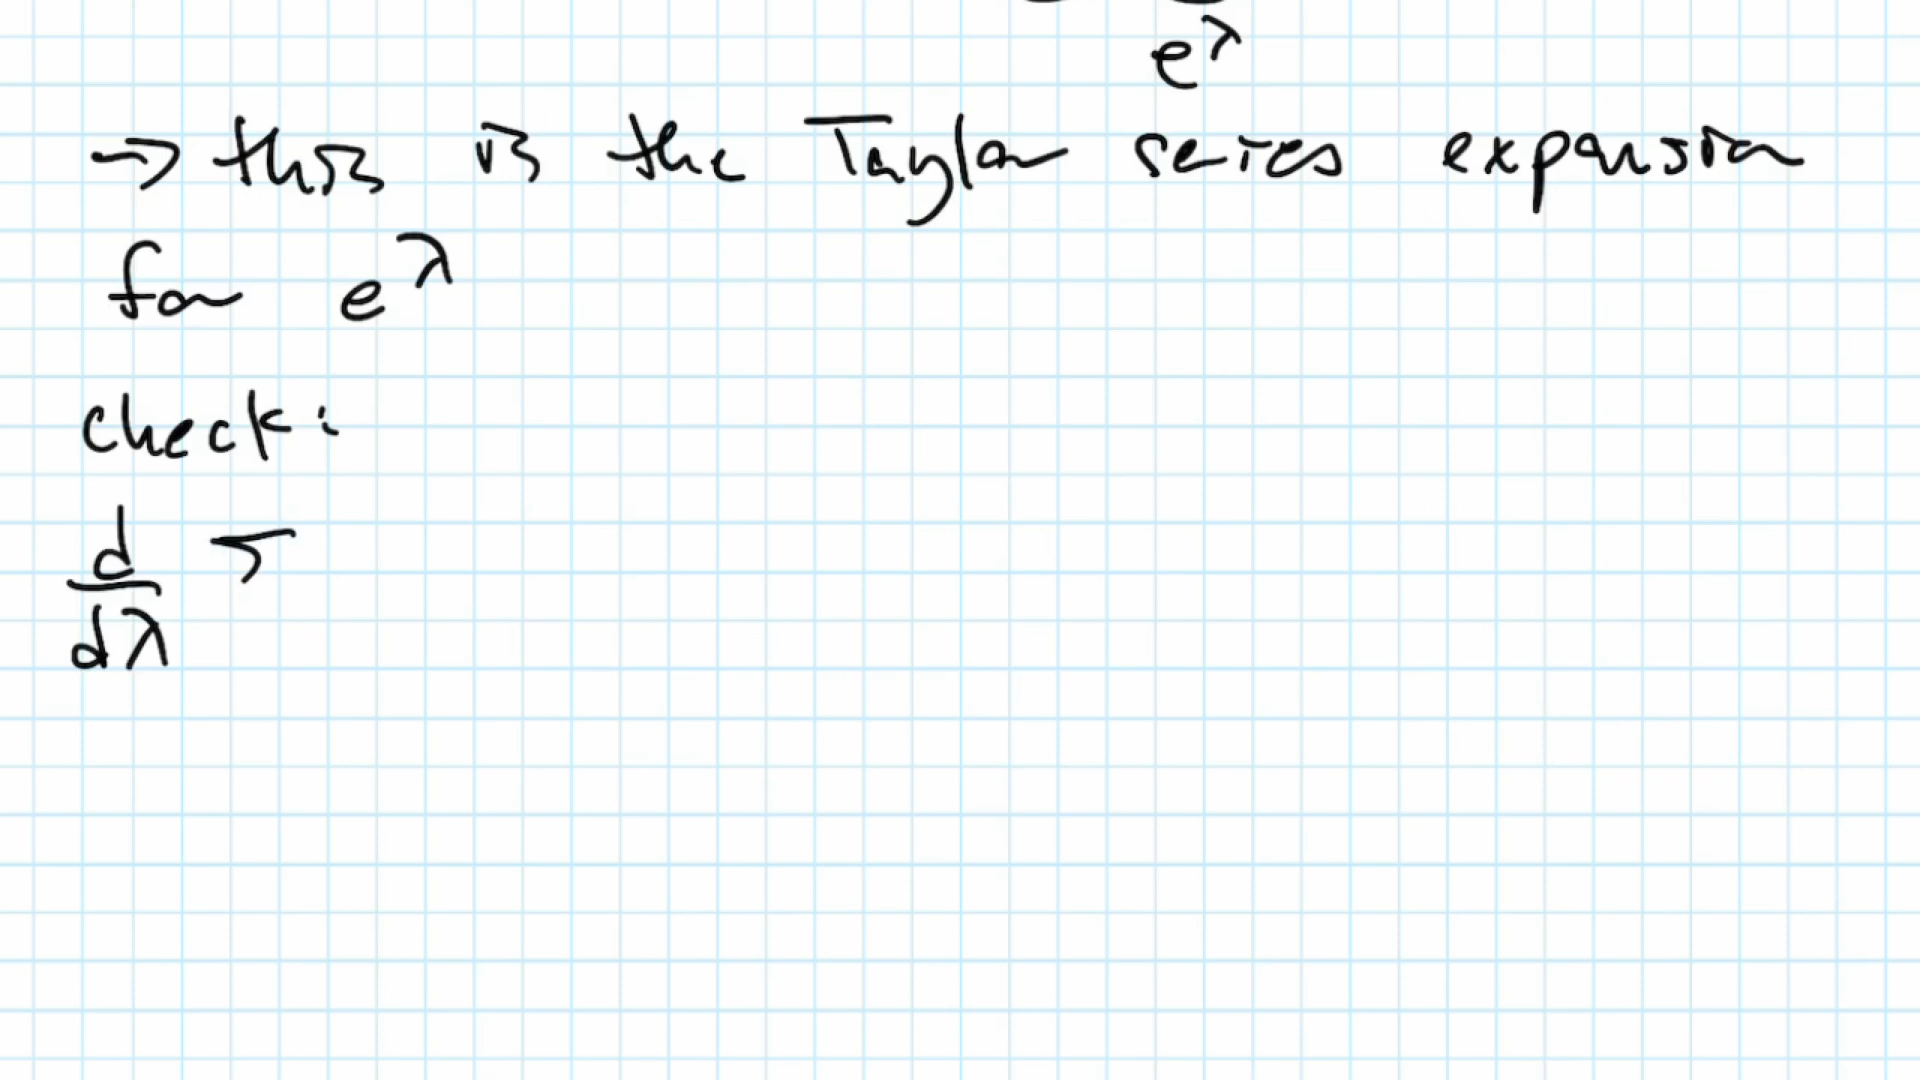 e^λ
→ this is the Taylor series expansion
for e^λ
check:
d
dλ